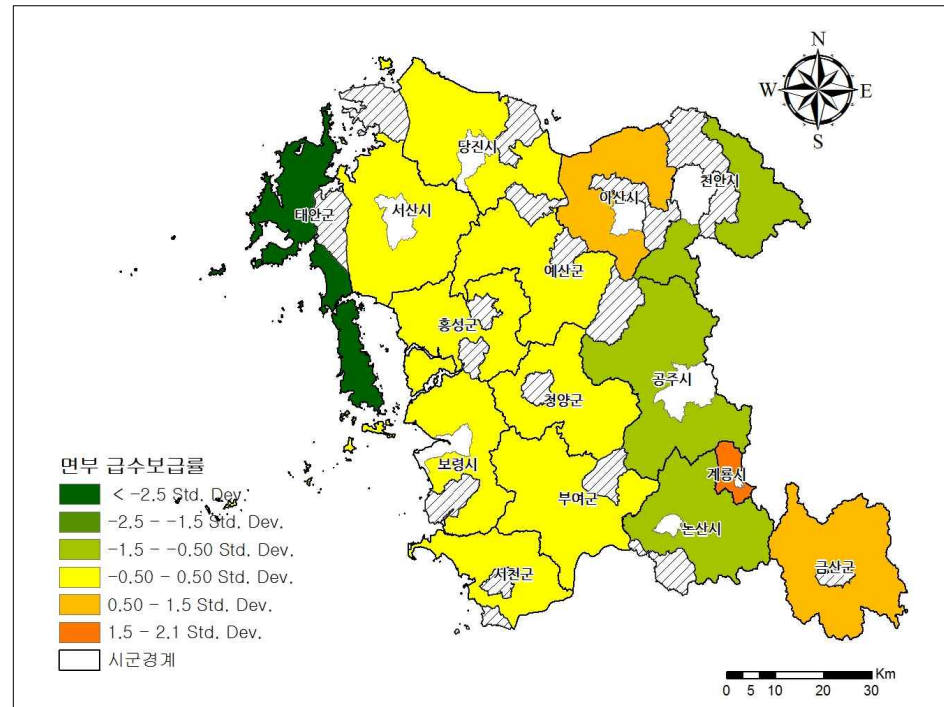 N
W E
S
당진시
천안시
아산시
태안군
서산시
예산군
홍성군
공주시
청양군
보령시
계룡시
부여군
논산시
서천군
금산군
면부 급수보급률
< -2.5 Std. Dev.
-2.5 - -1.5 Std. Dev.
-1.5 - -0.50 Std. Dev.
-0.50 - 0.50 Std. Dev.
0.50 - 1.5 Std. Dev.
1.5 - 2.1 Std. Dev.
시군경계
Km
0 5 10 20 30